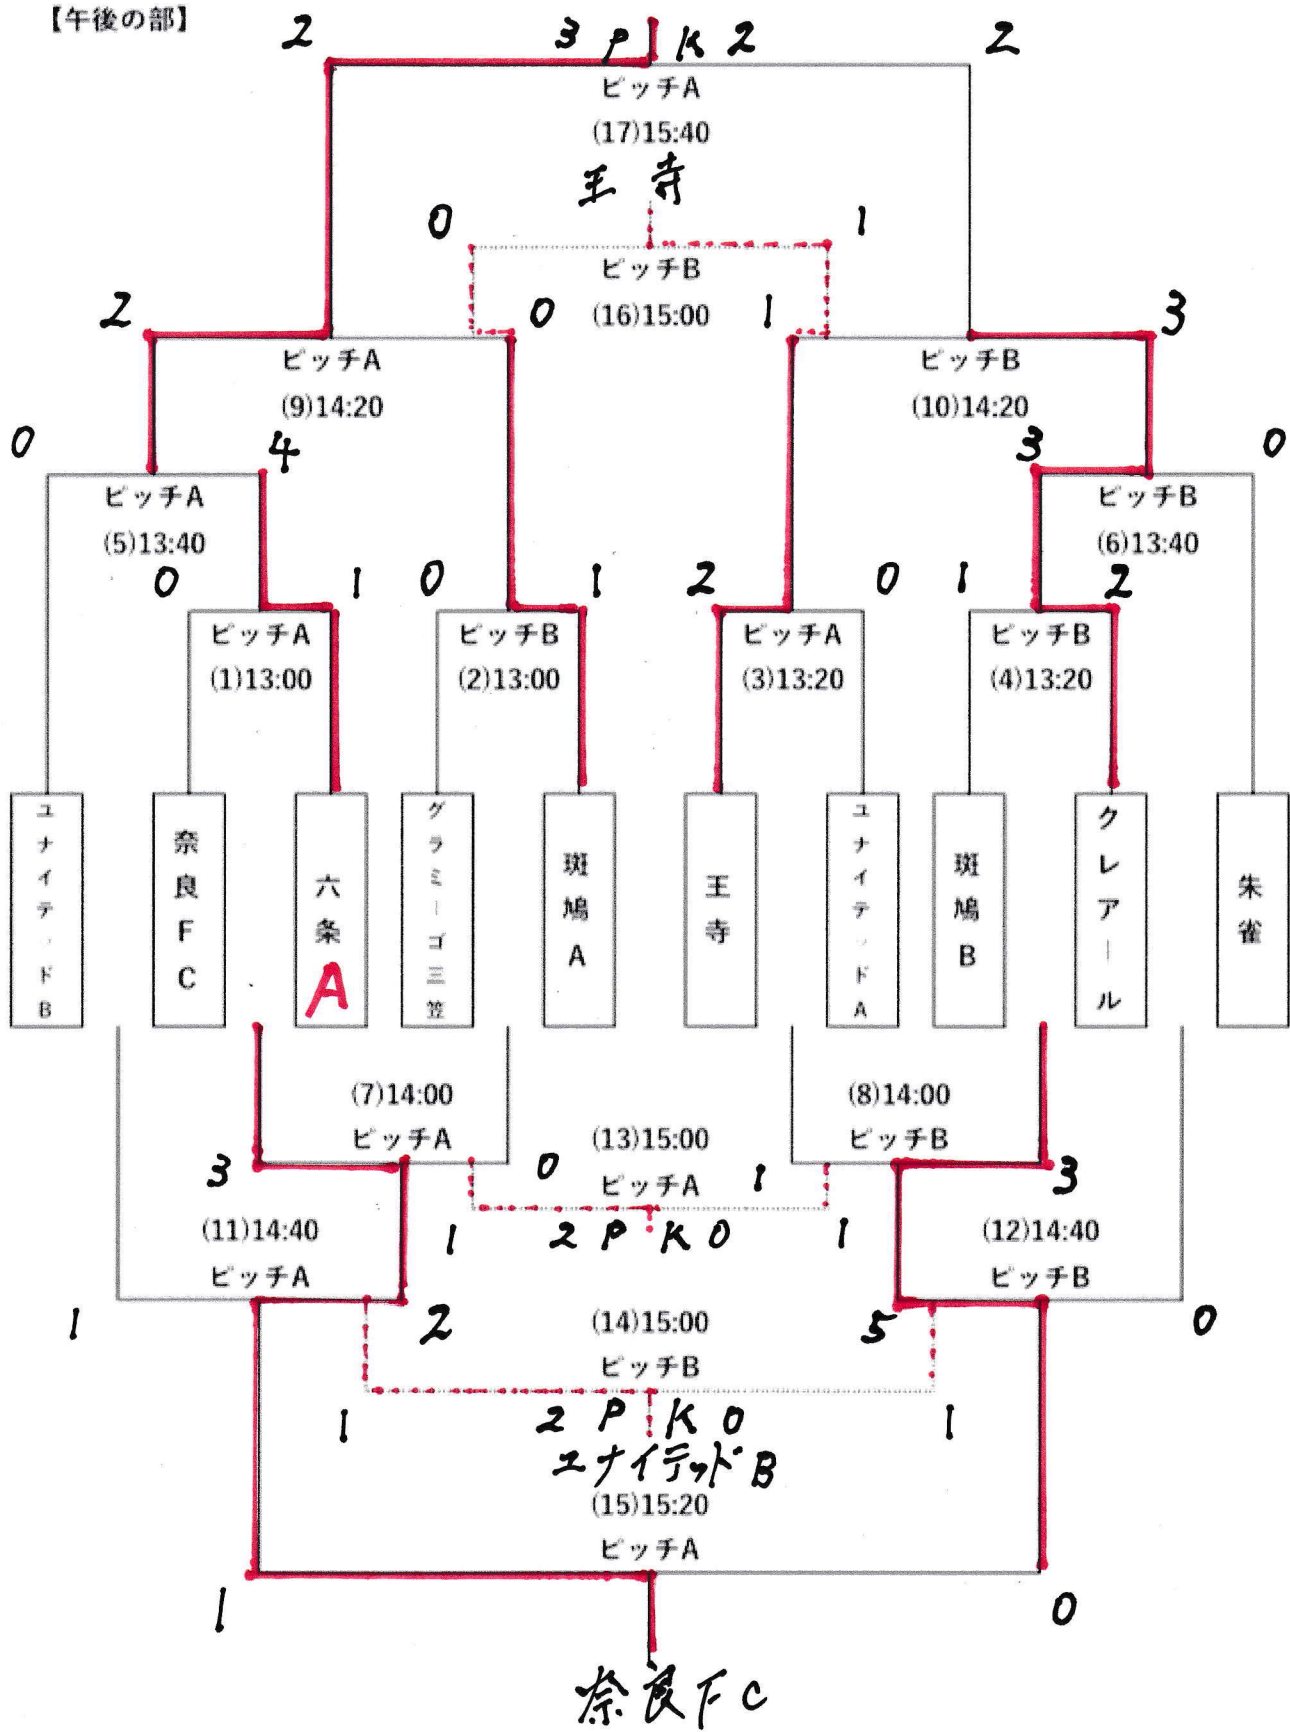 【午後の部】
2 3 P K 2 2
ピッチA
(17)15:40
王寺
0 1
ピッチB
(16)15:00
2 0 1 3
ピッチA ピッチB
(9)14:20 (10)14:20
0 4 3 0
ピッチA ピッチB
(5)13:40 (6)13:40
0 1 0 1 2 0 1 2
ピッチA ピッチB ピッチA ピッチB
(1)13:00 (2)13:00 (3)13:20 (4)13:20
ユナイテッドB
奈良FC
六条A
グラミーゴ三笠
斑鳩A
王寺
ユナイテッドA
斑鳩B
クレアール
朱雀
(7)14:00 (8)14:00
ピッチA (13)15:00 ピッチB
3 0 ピッチA 1 3
(11)14:40 1 2 P K 0 1 (12)14:40
ピッチA ピッチB
1 2 (14)15:00 5 0
ピッチB
1 2 P K 0 1
ユナイテッドB
(15)15:20
ピッチA
1 0
奈良FC